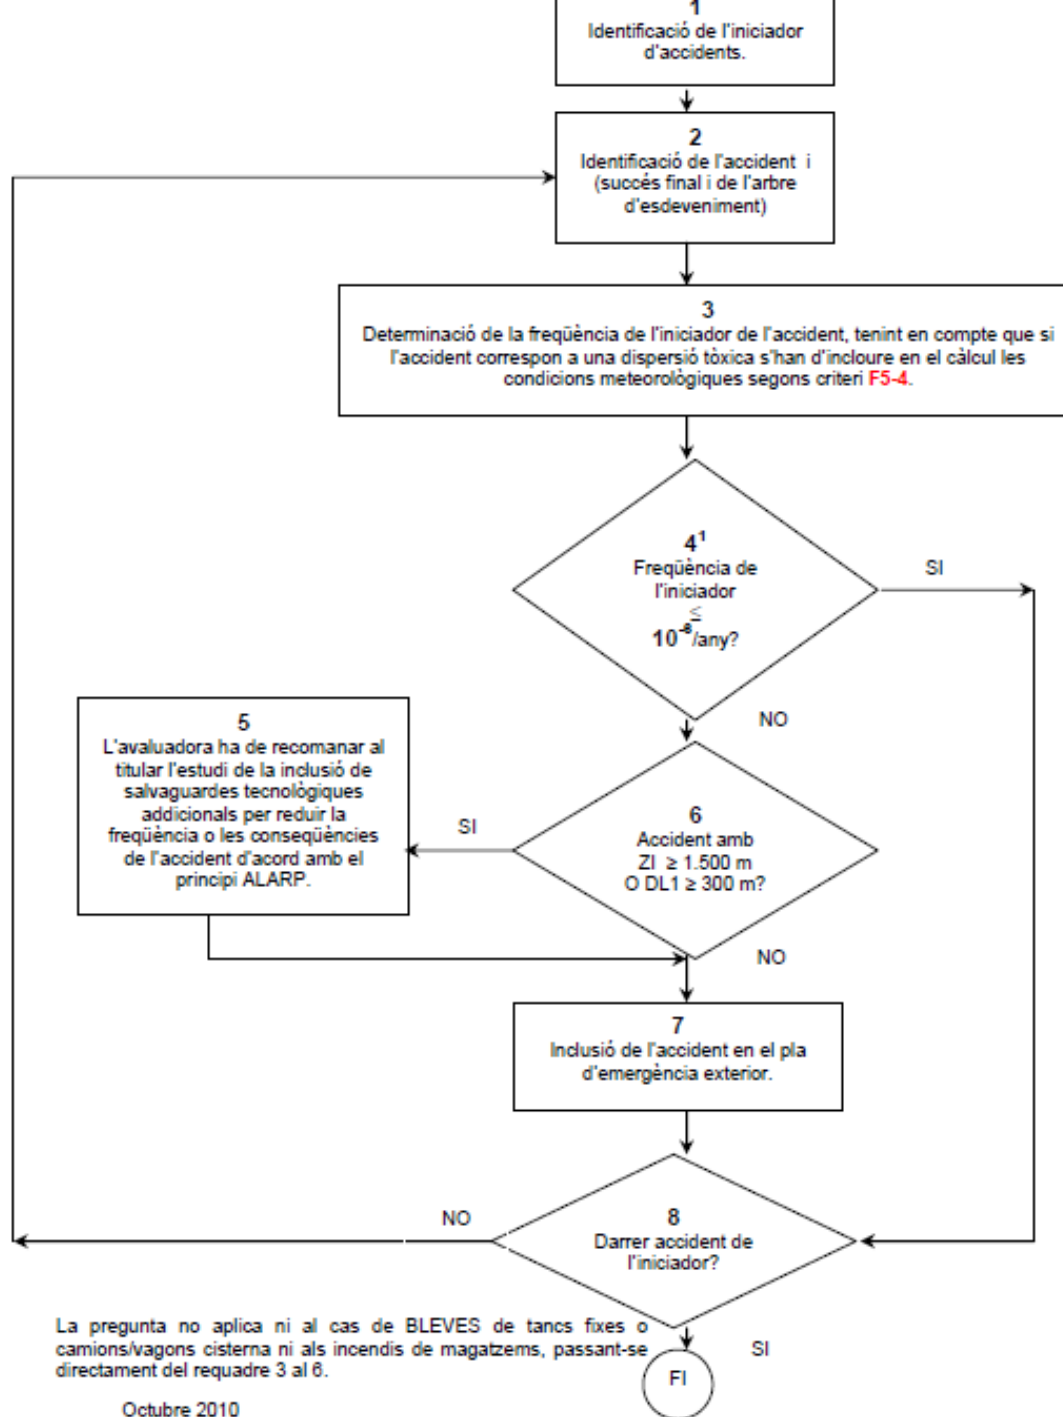 1
Identificació de l'iniciador
d'accidents.
2
Identificació de l'accident i
(succés final i de l'arbre
d'esdeveniment)
3
Determinació de la freqüència de l'iniciador de l'accident, tenint en compte que si
l'accident correspon a una dispersió tòxica s'han d'incloure en el càlcul les
condicions meteorològiques segons criteri F5-4.
4¹
Freqüència de
l'iniciador
≤
10⁻⁸/any?
SI
NO
5
L'avaluadora ha de recomanar al
titular l'estudi de la inclusió de
salvaguardes tecnològiques
addicionals per reduir la
freqüència o les conseqüències
de l'accident d'acord amb el
principi ALARP.
SI
6
Accident amb
ZI ≥ 1.500 m
O DL1 ≥ 300 m?
NO
7
Inclusió de l'accident en el pla
d'emergència exterior.
NO
8
Darrer accident de
l'iniciador?
La pregunta no aplica ni al cas de BLEVES de tancs fixes o
camions/vagons cisterna ni als incendis de magatzems, passant-se
directament del requadre 3 al 6.
SI
FI
Octubre 2010